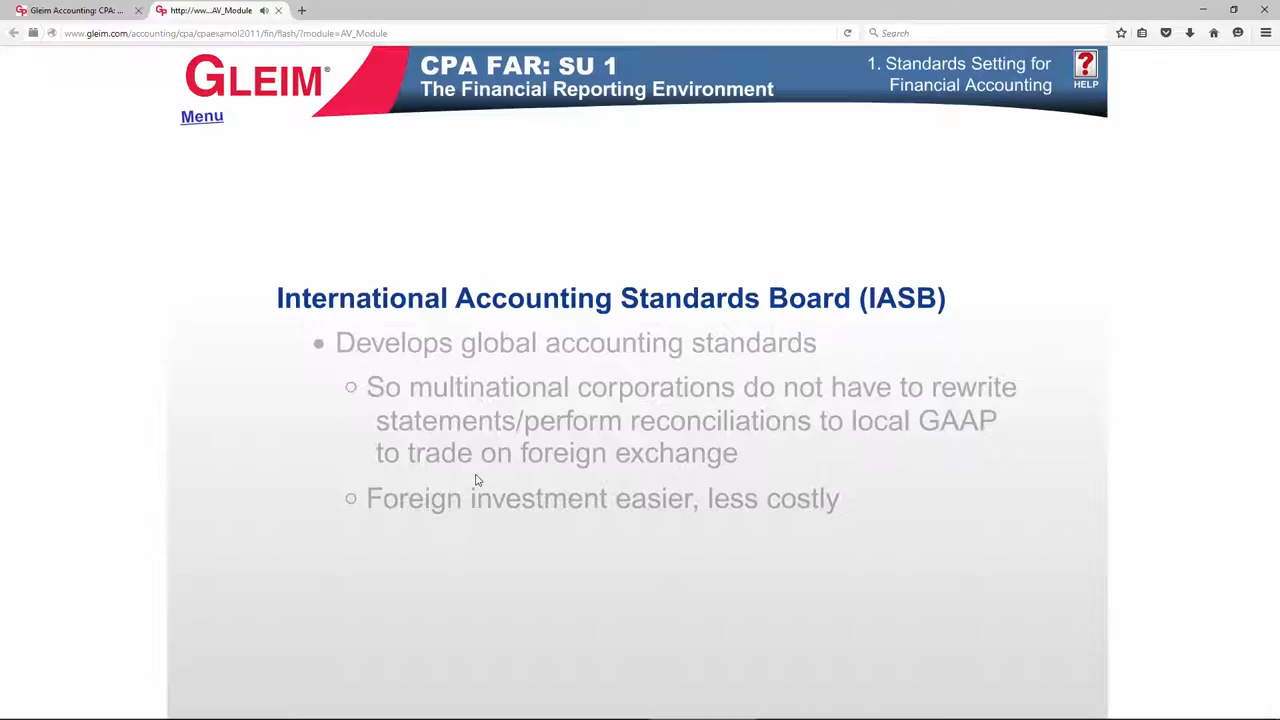 Gleim Accounting: CPA: ...
http://ww...AV_Module
www.gleim.com/accounting/cpa/cpaexamol2011/fin/flash/?module=AV_Module
Search
GLEIM®
CPA FAR: SU 1
The Financial Reporting Environment
1. Standards Setting for
Financial Accounting
?
HELP
Menu
International Accounting Standards Board (IASB)
• Develops global accounting standards
○ So multinational corporations do not have to rewrite
statements/perform reconciliations to local GAAP
to trade on foreign exchange
○ Foreign investment easier, less costly